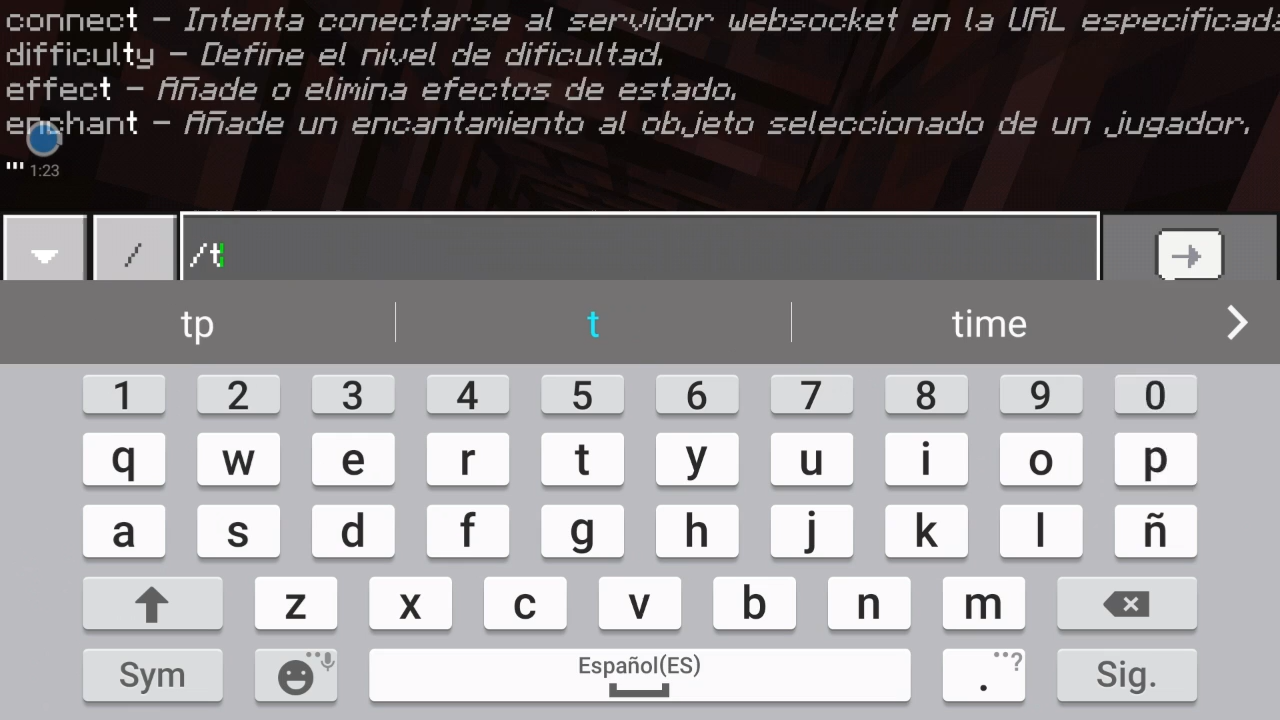 connect – Intenta conectarse al servidor websocket en la URL especificad
difficulty – Define el nivel de dificultad.
effect – Añade o elimina efectos de estado.
enchant – Añade un encantamiento al objeto seleccionado de un jugador.
... 1:23
/ /t
tp t time
1 2 3 4 5 6 7 8 9 0
q w e r t y u i o p
a s d f g h j k l ñ
z x c v b n m
Sym Español(ES) . ? Sig.